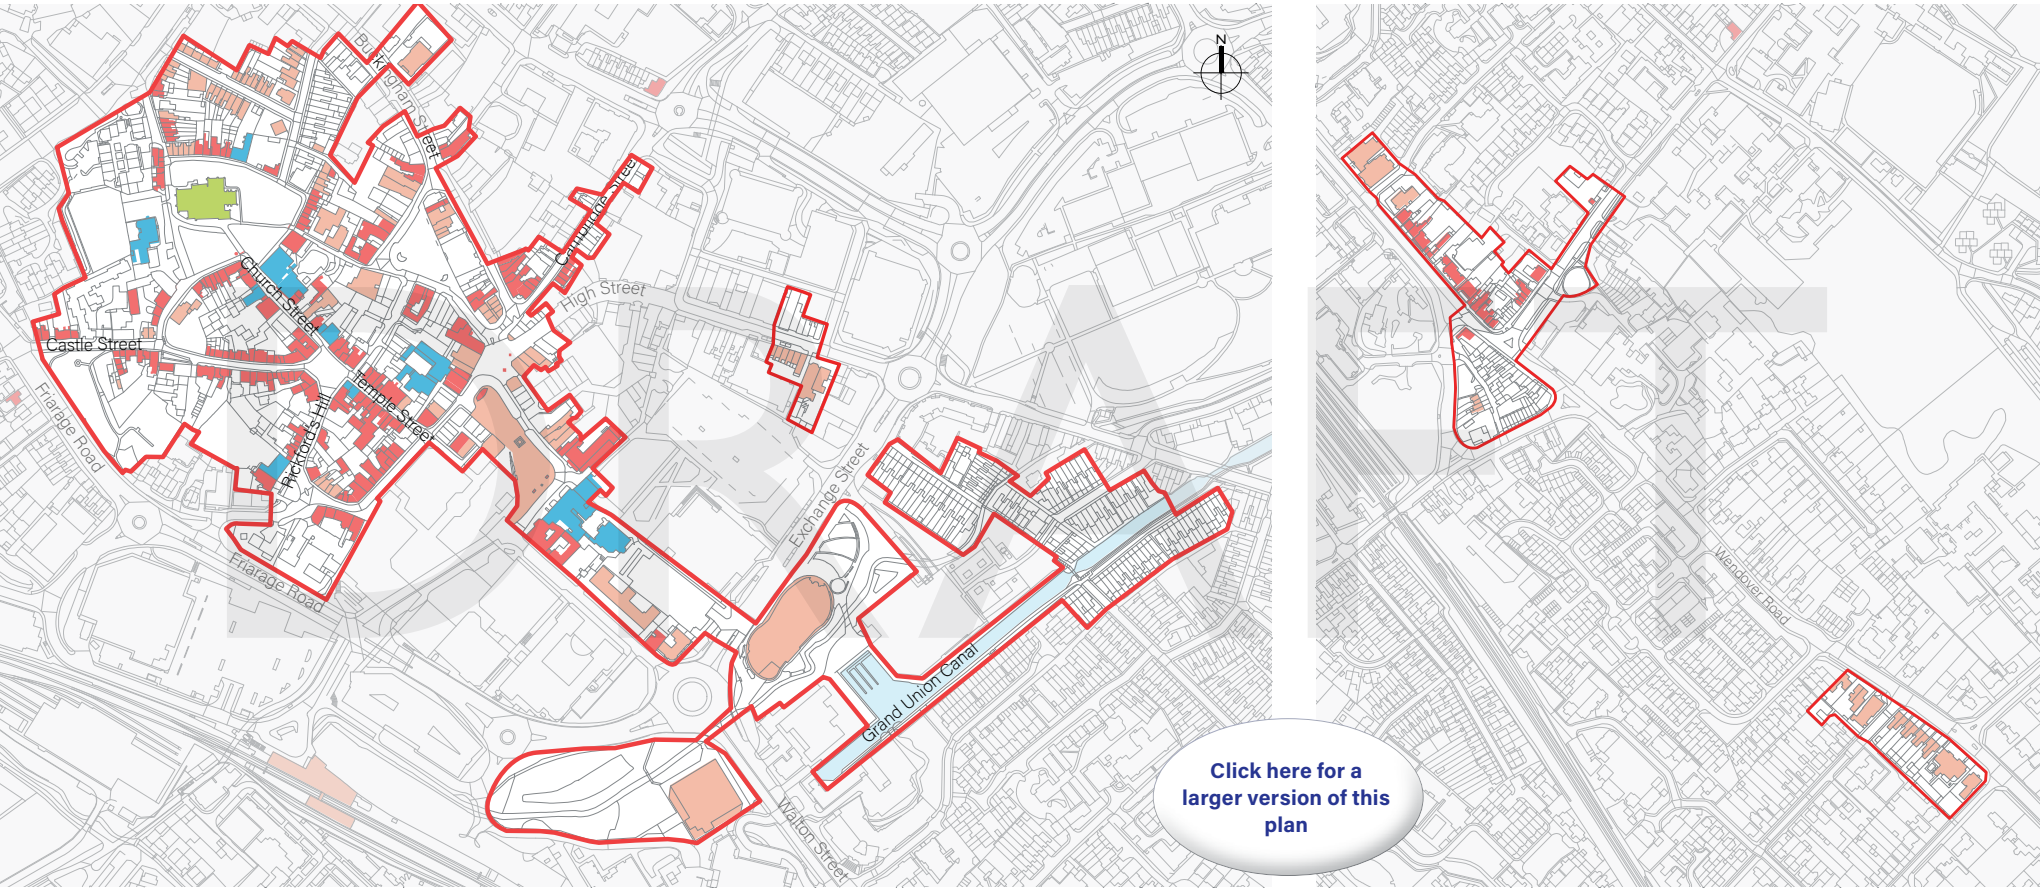 N
Buckingham Street
Cambridge Street
High Street
Church Street
Castle Street
Temple Street
Rickford's Hill
Friarage Road
Friarage Road
Exchange Street
Grand Union Canal
Walton Street
Wendover Road
DRAFT
Click here for a
larger version of this
plan